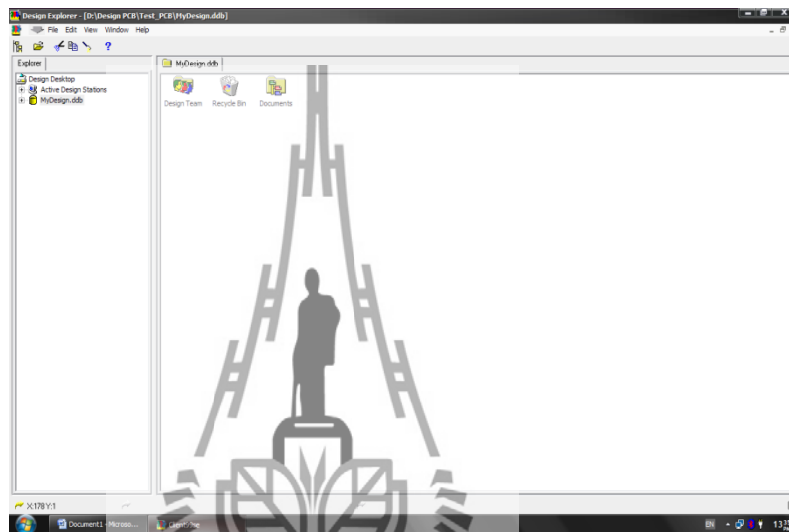 Design Explorer - [D:\Design PCB\Test_PCB\MyDesign.ddb]
File Edit View Window Help
Explorer
MyDesign.ddb
Design Desktop
Active Design Stations
MyDesign.ddb
Design Team
Recycle Bin
Documents
X:178 Y:1
Document1 - Microso...
EN